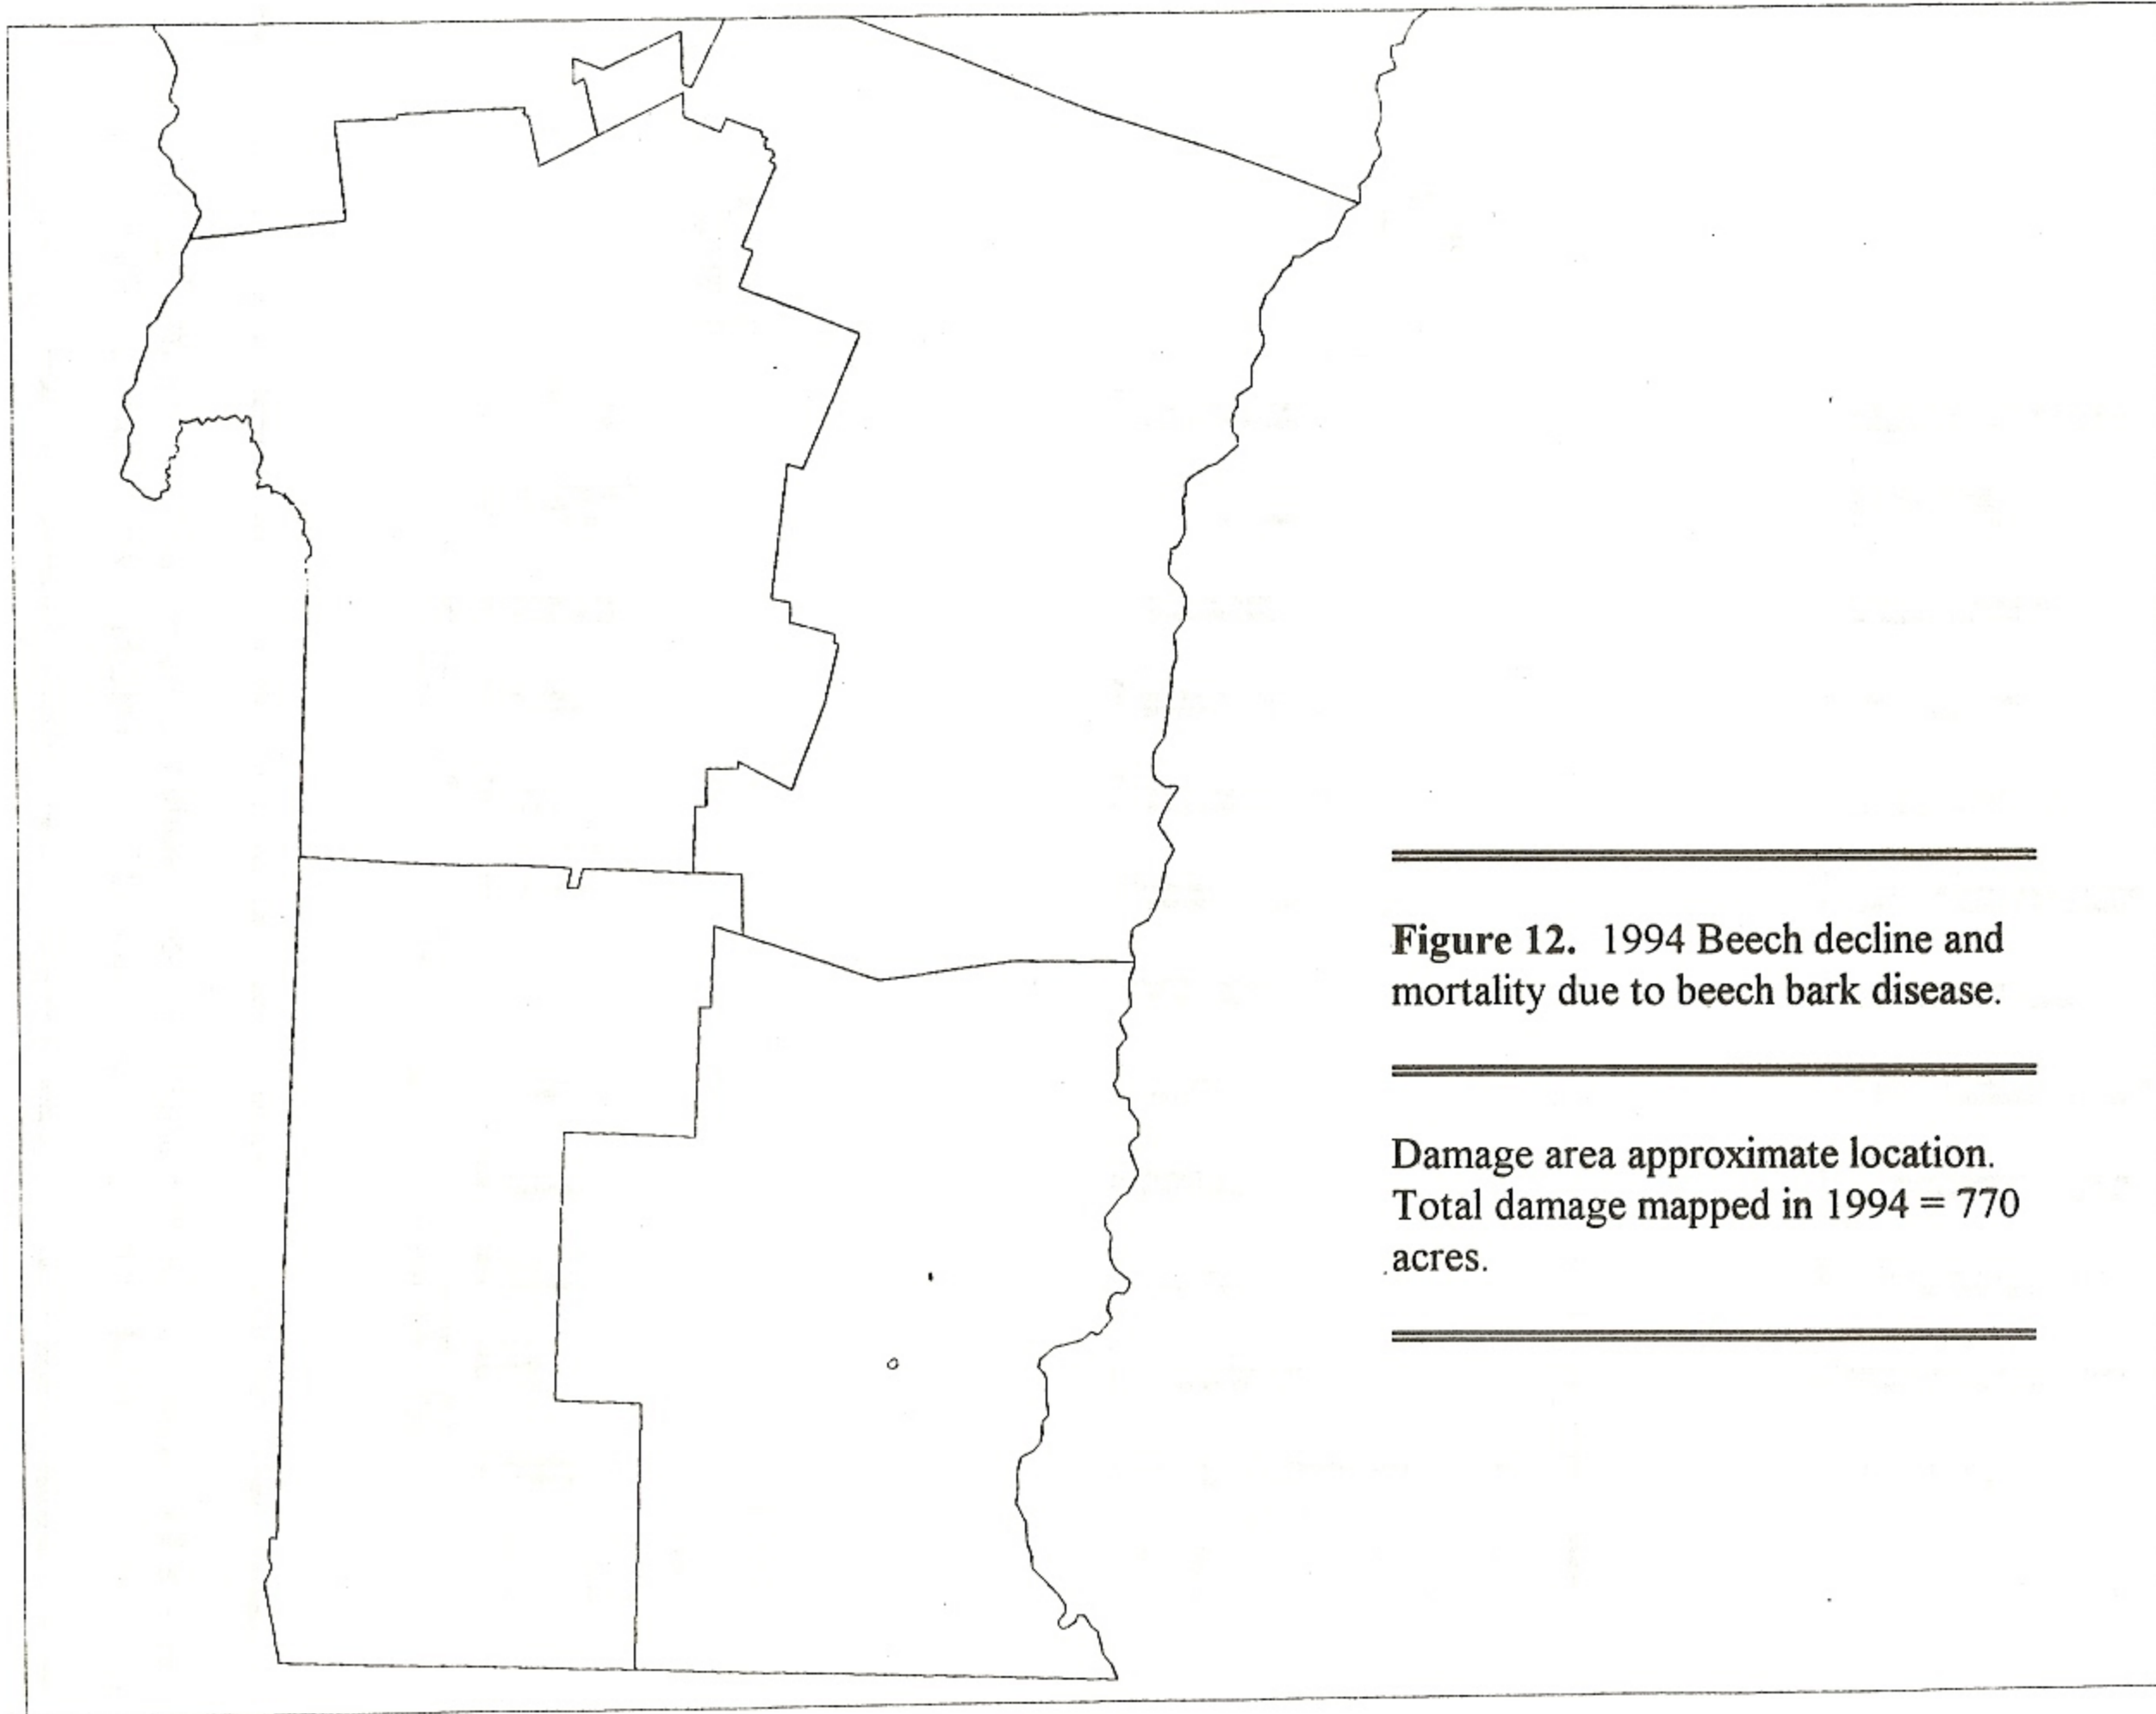 Figure 12. 1994 Beech decline and
mortality due to beech bark disease.
Damage area approximate location.
Total damage mapped in 1994 = 770
acres.